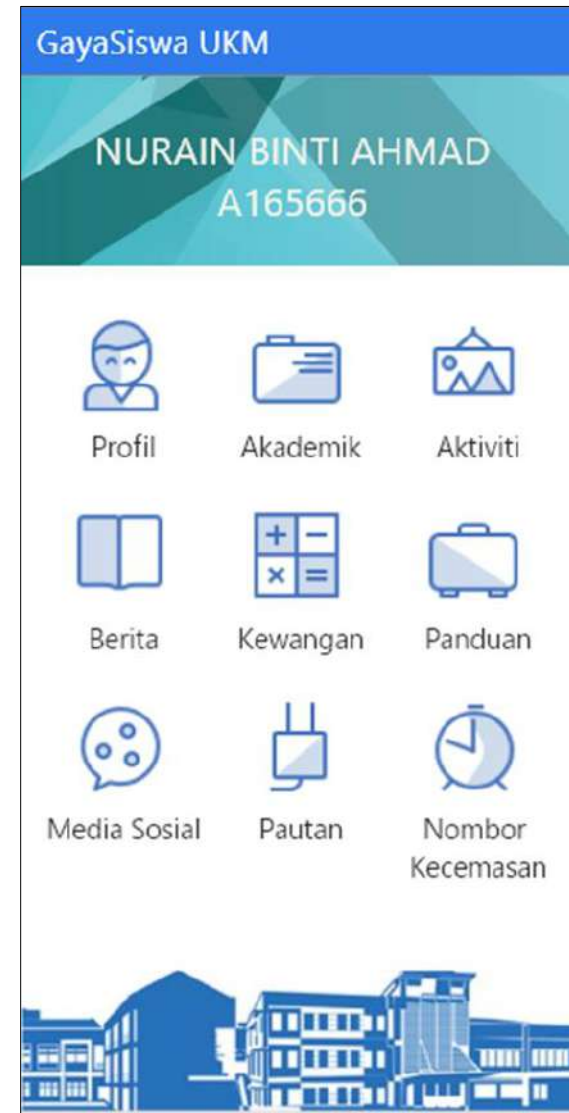 GayaSiswa UKM
NURAIN BINTI AHMAD
A165666
Profil
Akademik
Aktiviti
Berita
Kewangan
Panduan
Media Sosial
Pautan
Nombor
Kecemasan